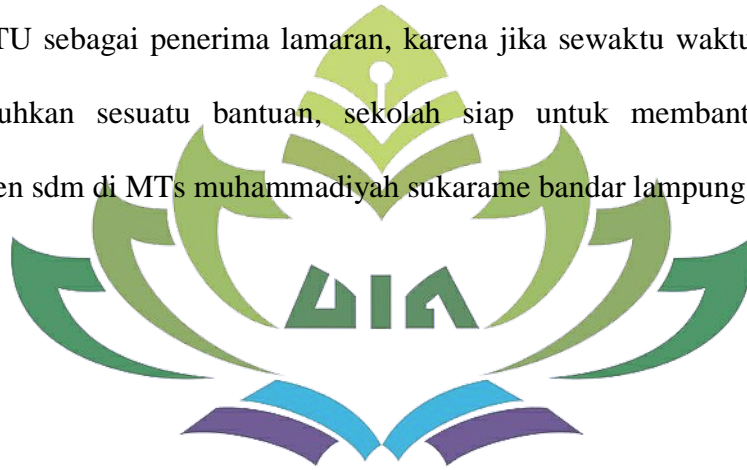 TU sebagai penerima lamaran, karena jika sewaktu waktu
uhkan sesuatu bantuan, sekolah siap untuk membant
en sdm di MTs muhammadiyah sukarame bandar lampung
UIN